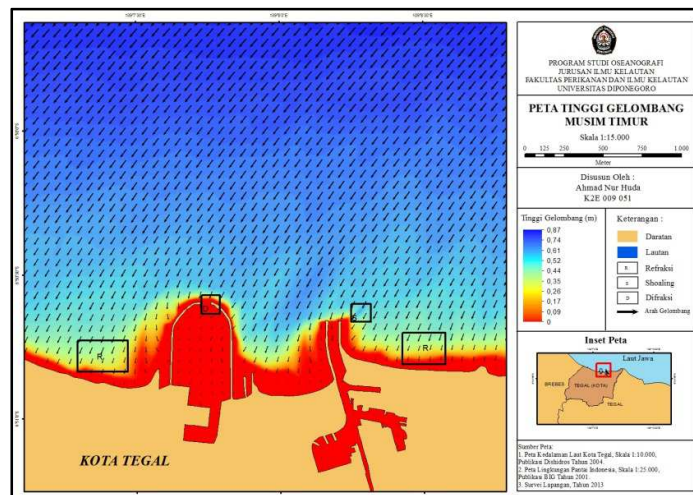 PROGRAM STUDI OSEANOGRAFI
JURUSAN ILMU KELAUTAN
FAKULTAS PERIKANAN DAN ILMU KELAUTAN
UNIVERSITAS DIPONEGORO
PETA TINGGI GELOMBANG
MUSIM TIMUR
Skala 1:15.000
0 125 250 500 750 1.000
Meter
Disusun Oleh :
Ahmad Nur Huda
K2E 009 051
Tinggi Gelombang (m)
0,87
0,74
0,61
0,52
0,44
0,35
0,26
0,17
0,09
0
Keterangan :
Daratan
Lautan
R Refraksi
S Shoaling
D Difraksi
Arah Gelombang
Inset Peta
Laut Jawa
BREBES
TEGAL (KOTA)
TEGAL
Sumber Peta:
1. Peta Kedalaman Laut Kota Tegal, Skala 1:10.000,
Publikasi Dishidros Tahun 2004.
2. Peta Lingkungan Pantai Indonesia, Skala 1:25.000,
Publikasi BIG Tahun 2001.
3. Survei Lapangan, Tahun 2013
D
S
R
R
KOTA TEGAL